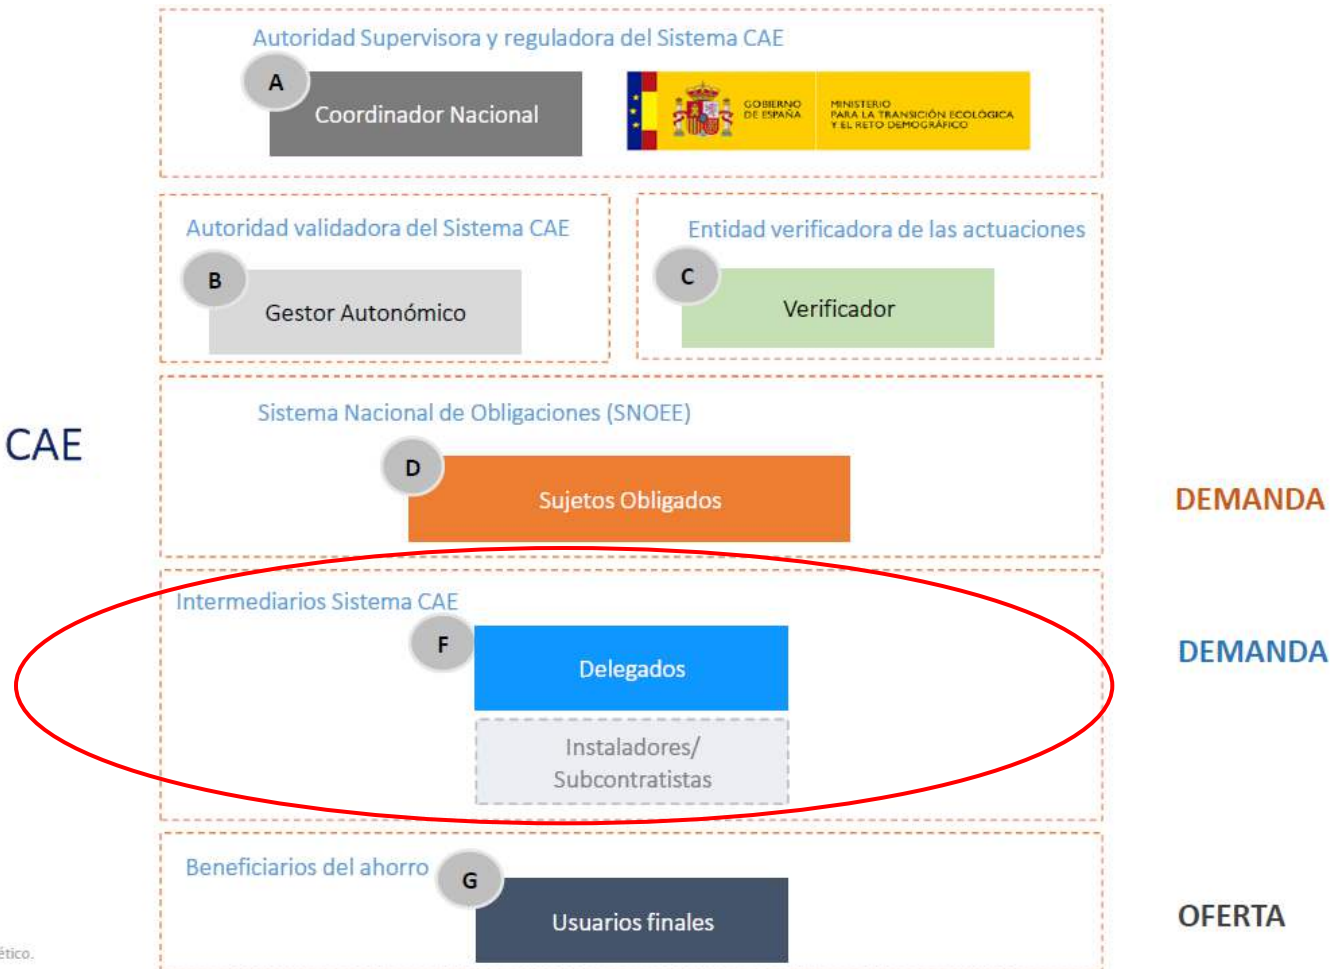 Autoridad Supervisora y reguladora del Sistema CAE
A
Coordinador Nacional
GOBIERNO
DE ESPAÑA
MINISTERIO
PARA LA TRANSICIÓN ECOLÓGICA
Y EL RETO DEMOGRÁFICO
Autoridad validadora del Sistema CAE
B
Gestor Autonómico
Entidad verificadora de las actuaciones
C
Verificador
CAE
Sistema Nacional de Obligaciones (SNOEE)
D
Sujetos Obligados
DEMANDA
Intermediarios Sistema CAE
F
Delegados
DEMANDA
Instaladores/
Subcontratistas
Beneficiarios del ahorro
G
Usuarios finales
OFERTA
ético.